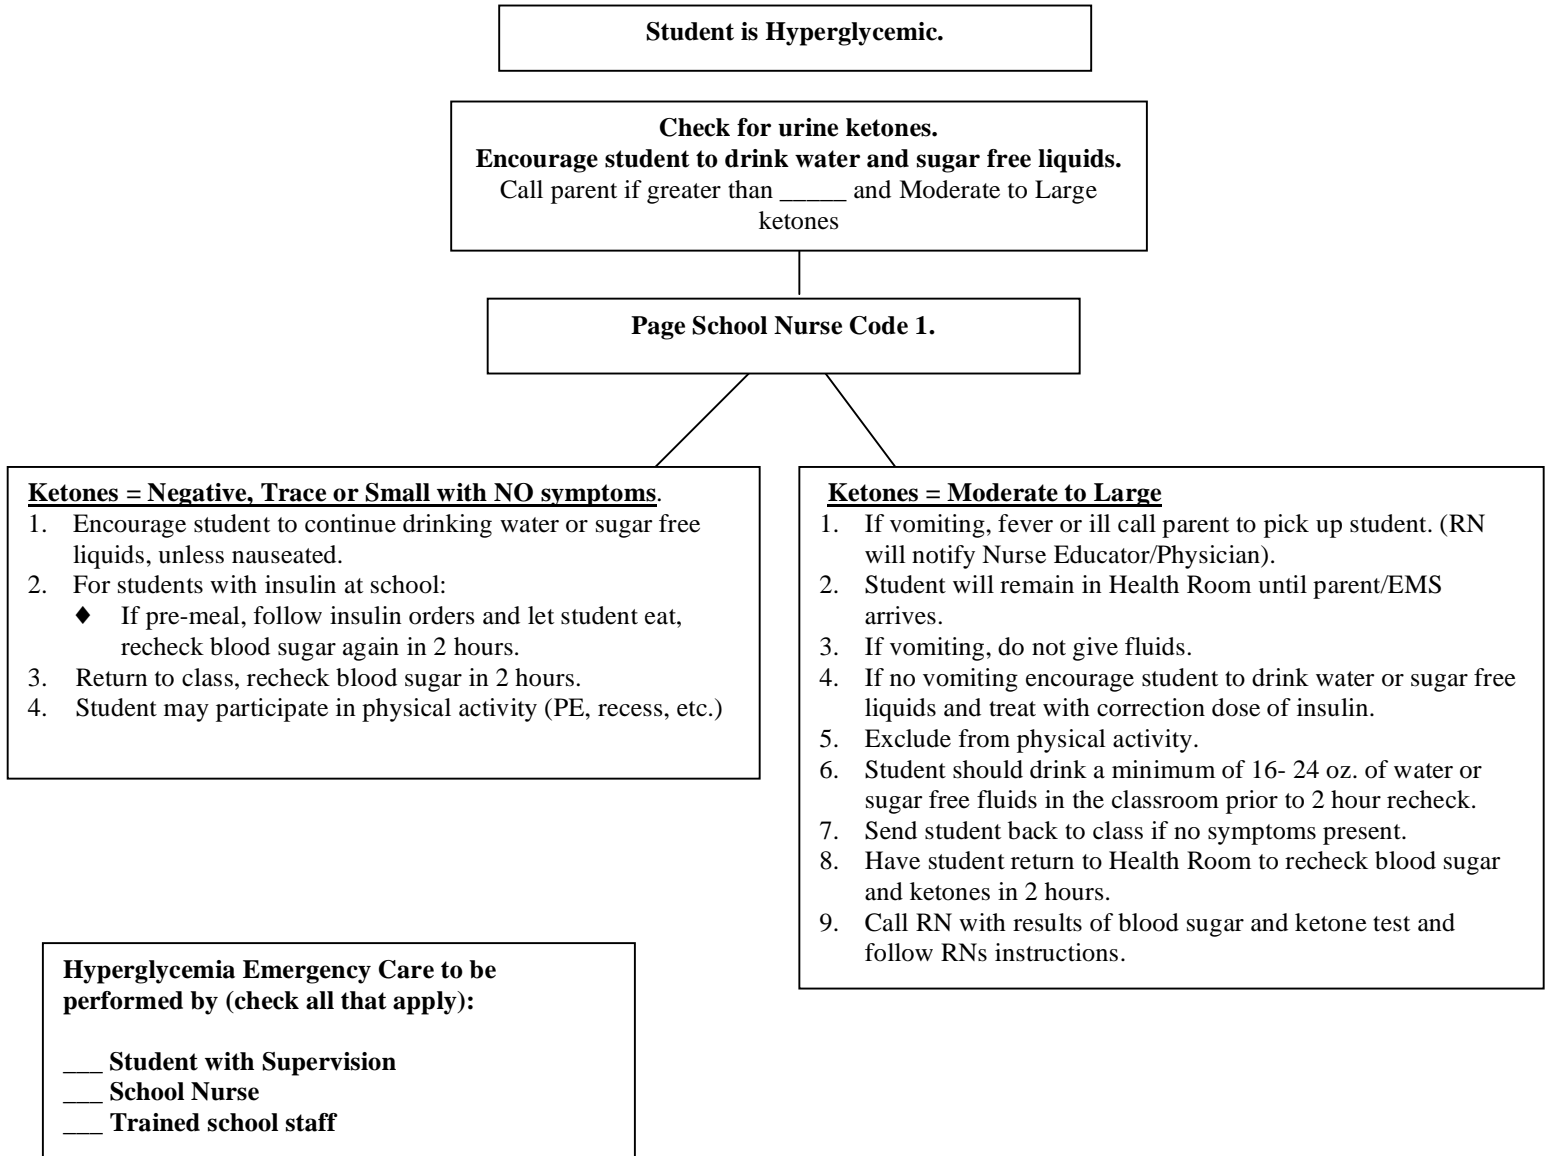 Student is Hyperglycemic.
Check for urine ketones.
Encourage student to drink water and sugar free liquids.
Call parent if greater than _____ and Moderate to Large
ketones
Page School Nurse Code 1.
Ketones = Negative, Trace or Small with NO symptoms.
1. Encourage student to continue drinking water or sugar free
liquids, unless nauseated.
2. For students with insulin at school:
♦ If pre-meal, follow insulin orders and let student eat,
recheck blood sugar again in 2 hours.
3. Return to class, recheck blood sugar in 2 hours.
4. Student may participate in physical activity (PE, recess, etc.)
Ketones = Moderate to Large
1. If vomiting, fever or ill call parent to pick up student. (RN
will notify Nurse Educator/Physician).
2. Student will remain in Health Room until parent/EMS
arrives.
3. If vomiting, do not give fluids.
4. If no vomiting encourage student to drink water or sugar free
liquids and treat with correction dose of insulin.
5. Exclude from physical activity.
6. Student should drink a minimum of 16- 24 oz. of water or
sugar free fluids in the classroom prior to 2 hour recheck.
7. Send student back to class if no symptoms present.
8. Have student return to Health Room to recheck blood sugar
and ketones in 2 hours.
9. Call RN with results of blood sugar and ketone test and
follow RNs instructions.
Hyperglycemia Emergency Care to be
performed by (check all that apply):
___ Student with Supervision
___ School Nurse
___ Trained school staff